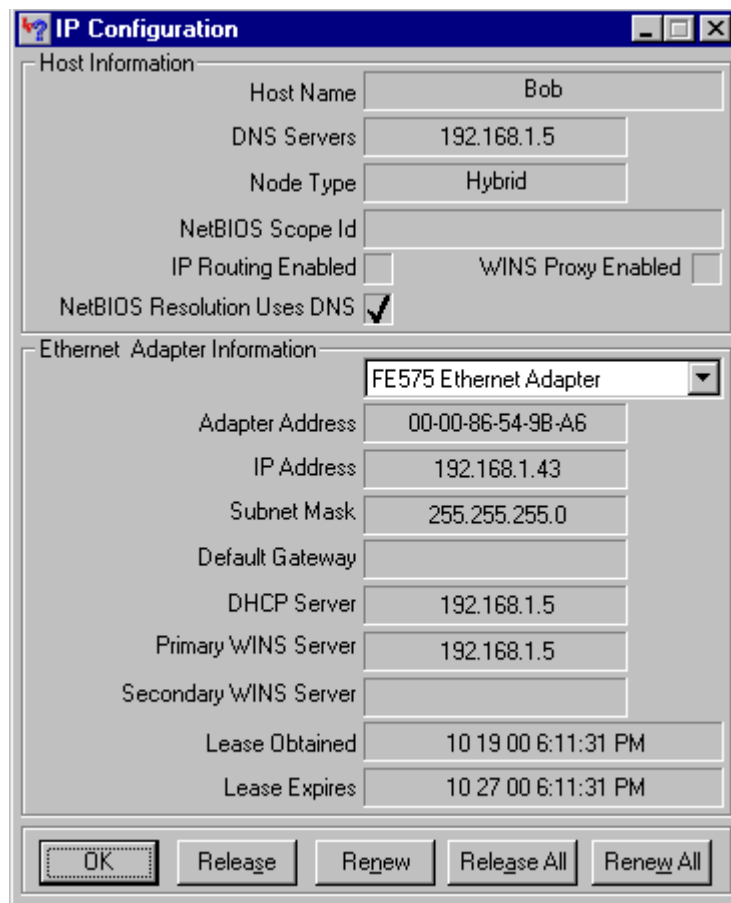 IP Configuration
Host Information
Host Name Bob
DNS Servers 192.168.1.5
Node Type Hybrid
NetBIOS Scope Id
IP Routing Enabled WINS Proxy Enabled
NetBIOS Resolution Uses DNS
Ethernet Adapter Information
FE575 Ethernet Adapter
Adapter Address 00-00-86-54-9B-A6
IP Address 192.168.1.43
Subnet Mask 255.255.255.0
Default Gateway
DHCP Server 192.168.1.5
Primary WINS Server 192.168.1.5
Secondary WINS Server
Lease Obtained 10 19 00 6:11:31 PM
Lease Expires 10 27 00 6:11:31 PM
OK Release Renew Release All Renew All